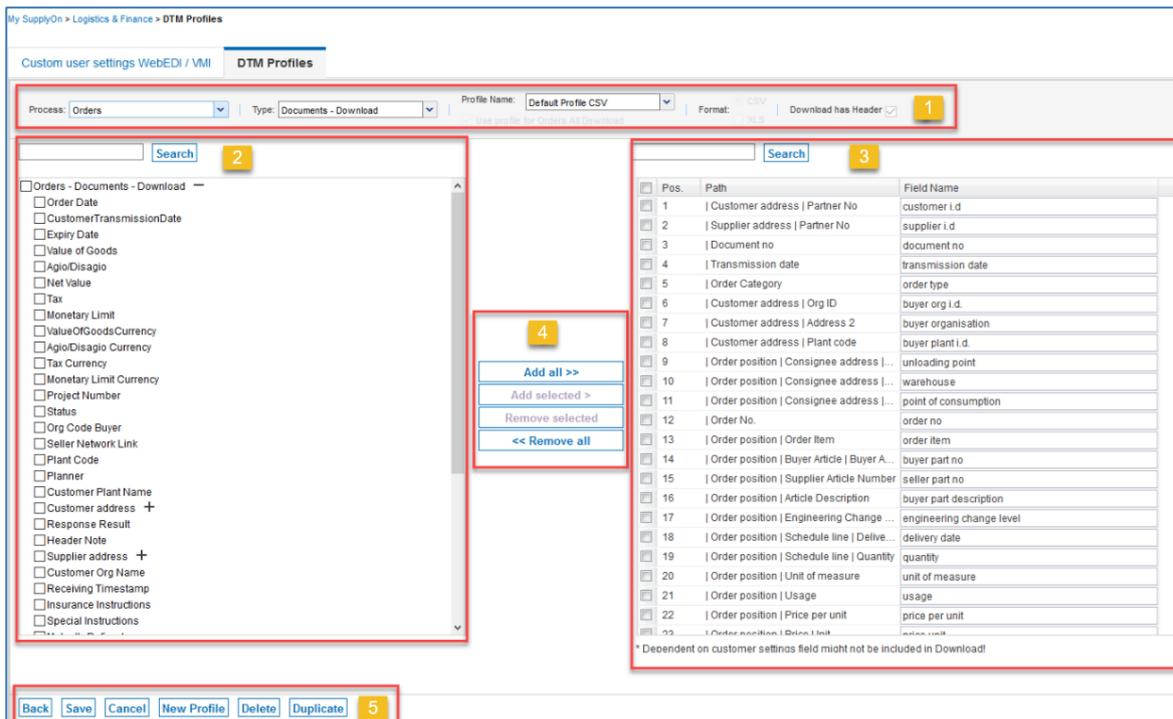 My SupplyOn > Logistics & Finance > DTM Profiles
Custom user settings WebEDI / VMI
DTM Profiles
Process: Orders
Type: Documents - Download
Profile Name: Default Profile CSV
Use profile for Orders All Download
Format: CSV
XLS
Download has Header
1
Search
2
Orders - Documents - Download
Order Date
CustomerTransmissionDate
Expiry Date
Value of Goods
Agio/Disagio
Net Value
Tax
Monetary Limit
ValueOfGoodsCurrency
Agio/Disagio Currency
Tax Currency
Monetary Limit Currency
Project Number
Status
Org Code Buyer
Seller Network Link
Plant Code
Planner
Customer Plant Name
Customer address
Response Result
Header Note
Supplier address
Customer Org Name
Receiving Timestamp
Insurance Instructions
Special Instructions
4
Add all >>
Add selected >
Remove selected
<< Remove all
Search
3
Pos. Path Field Name
1 | Customer address | Partner No customer i.d
2 | Supplier address | Partner No supplier i.d
3 | Document no document no
4 | Transmission date transmission date
5 | Order Category order type
6 | Customer address | Org ID buyer org i.d.
7 | Customer address | Address 2 buyer organisation
8 | Customer address | Plant code buyer plant i.d.
9 | Order position | Consignee address |... unloading point
10 | Order position | Consignee address |... warehouse
11 | Order position | Consignee address |... point of consumption
12 | Order No. order no
13 | Order position | Order Item order item
14 | Order position | Buyer Article | Buyer A... buyer part no
15 | Order position | Supplier Article Number seller part no
16 | Order position | Article Description buyer part description
17 | Order position | Engineering Change ... engineering change level
18 | Order position | Schedule line | Delive... delivery date
19 | Order position | Schedule line | Quantity quantity
20 | Order position | Unit of measure unit of measure
21 | Order position | Usage usage
22 | Order position | Price per unit price per unit
23 | Order position | Price Unit price unit
* Dependent on customer settings field might not be included in Download!
Back Save Cancel New Profile Delete Duplicate 5